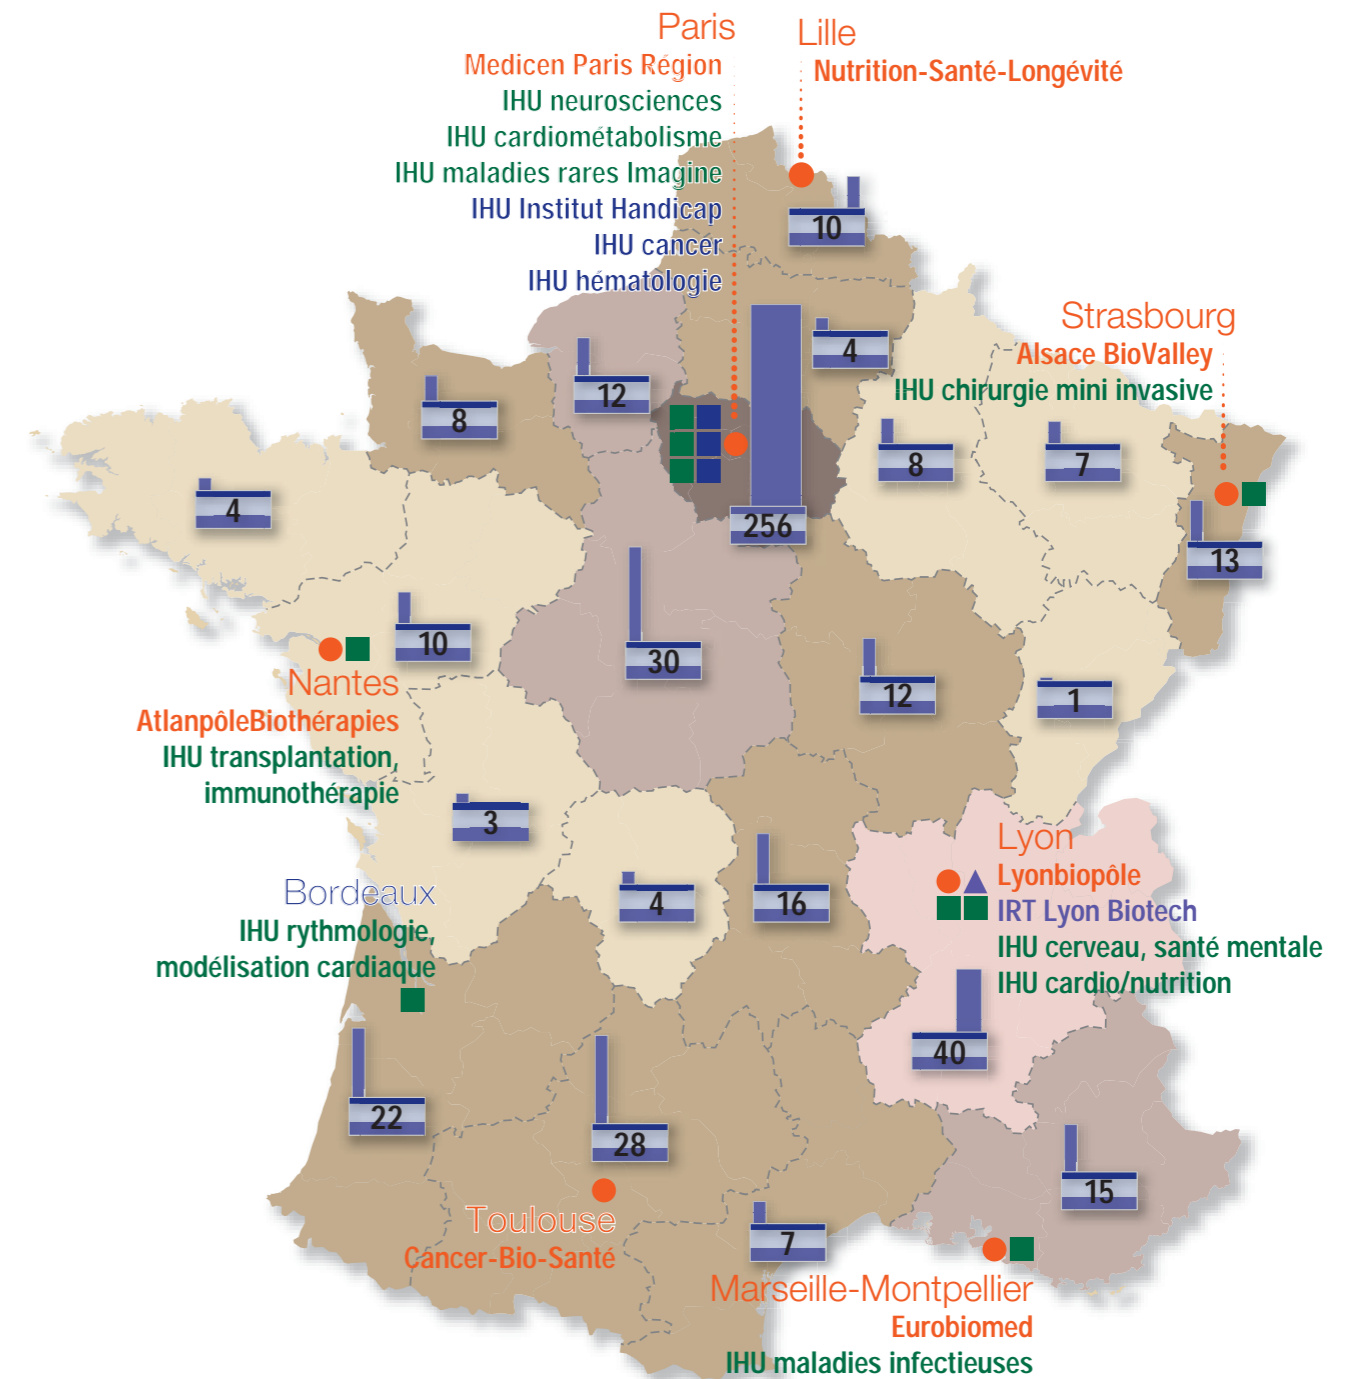 Paris
Medicen Paris Région
IHU neurosciences
IHU cardiométabolisme
IHU maladies rares Imagine
IHU Institut Handicap
IHU cancer
IHU hématologie
Lille
Nutrition-Santé-Longévité
10
4
Strasbourg
Alsace BioValley
IHU chirurgie mini invasive
12
8
8
7
4
256
13
10
30
12
1
Nantes
AtlanpôleBiothérapies
IHU transplantation,
immunothérapie
3
Bordeaux
IHU rythmologie,
modélisation cardiaque
4
16
Lyon
Lyonbiopôle
IRT Lyon Biotech
IHU cerveau, santé mentale
IHU cardio/nutrition
40
22
28
15
Toulouse
Cancer-Bio-Santé
7
Marseille-Montpellier
Eurobiomed
IHU maladies infectieuses